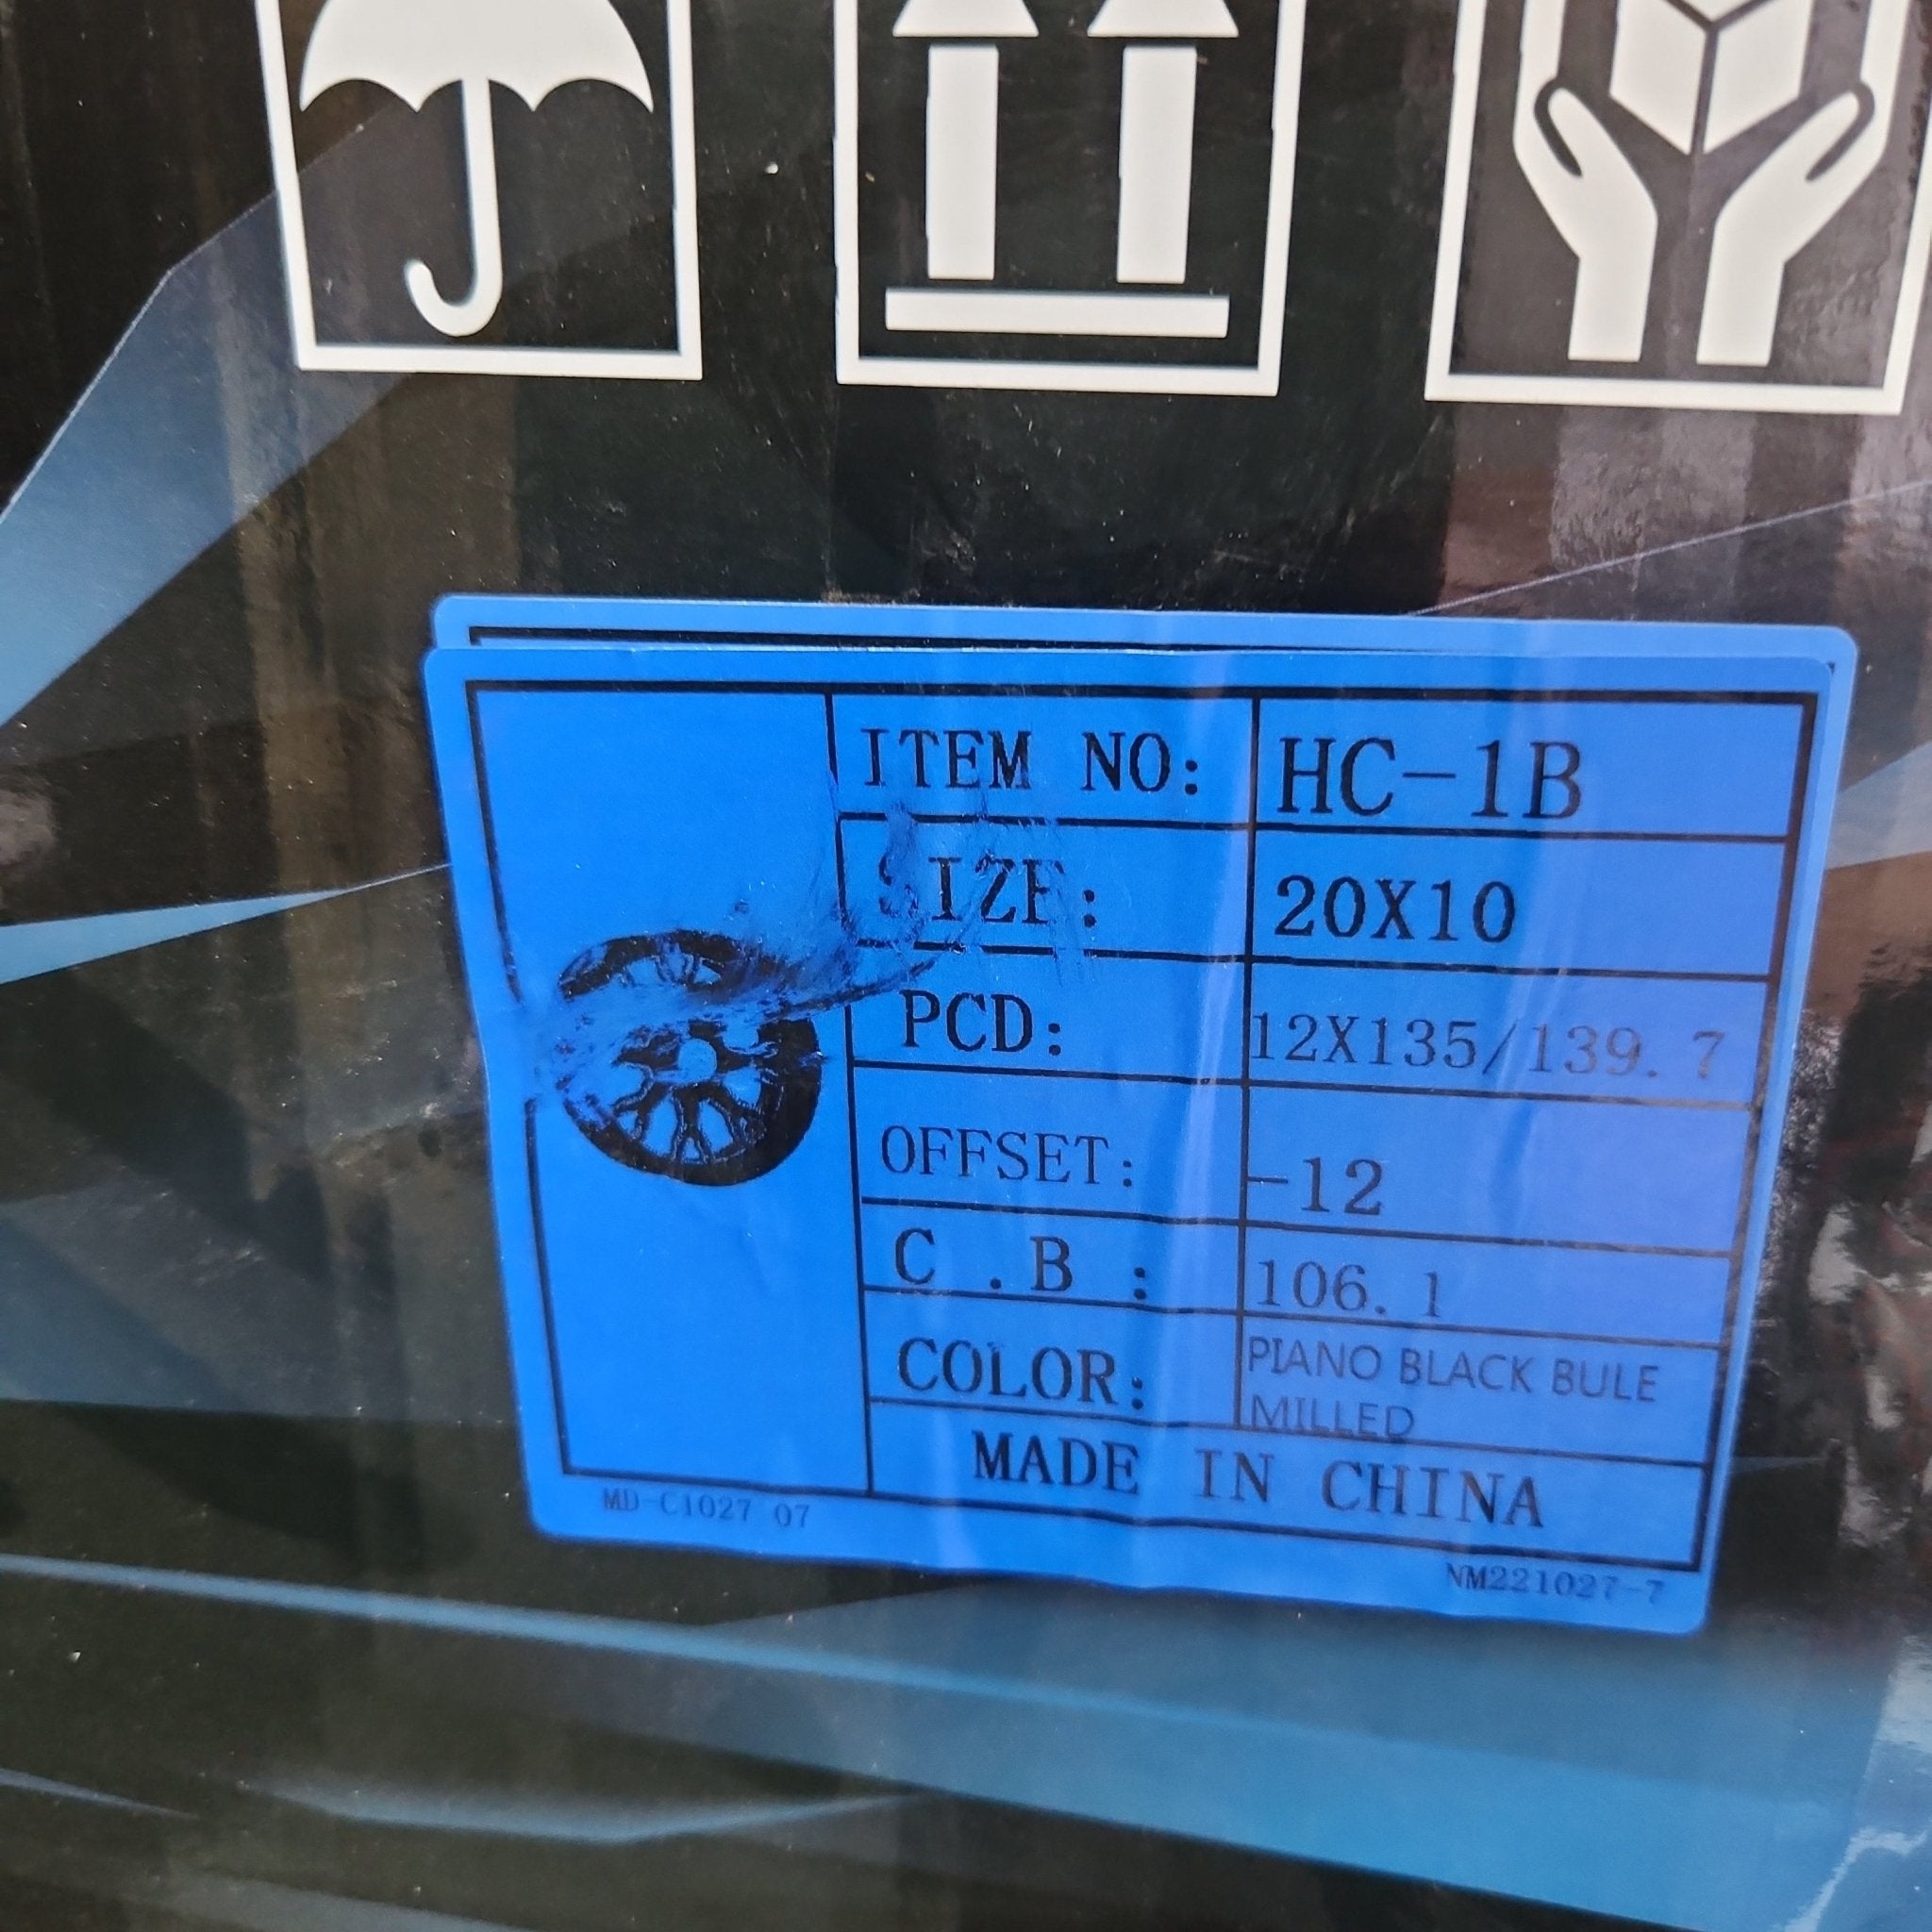 ITEM NO: HC-1B
SIZE: 20X10
PCD: 12X135/139.7
OFFSET: -12
C.B: 106.1
COLOR: PIANO BLACK BULE
MILLED
MADE IN CHINA
MD-C1027 07
NM221027-7